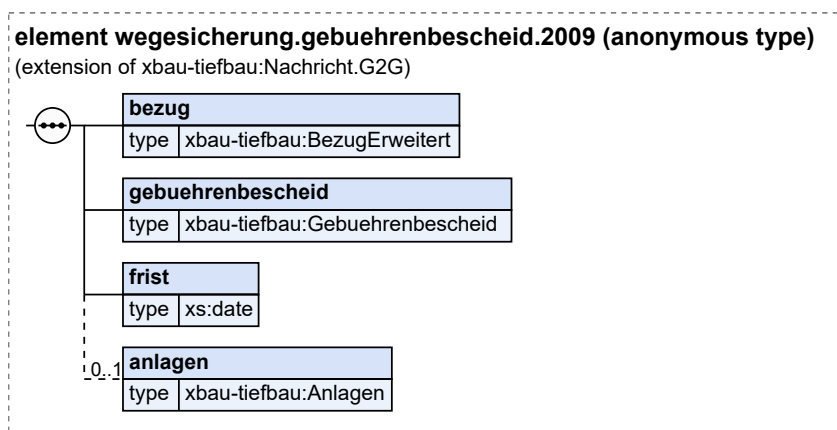 element wegesicherung.gebuehrenbescheid.2009 (anonymous type)
(extension of xbau-tiefbau:Nachricht.G2G)
bezug
type xbau-tiefbau:BezugErweitert
gebuehrenbescheid
type xbau-tiefbau:Gebuehrenbescheid
frist
type xs:date
0..1
anlagen
type xbau-tiefbau:Anlagen